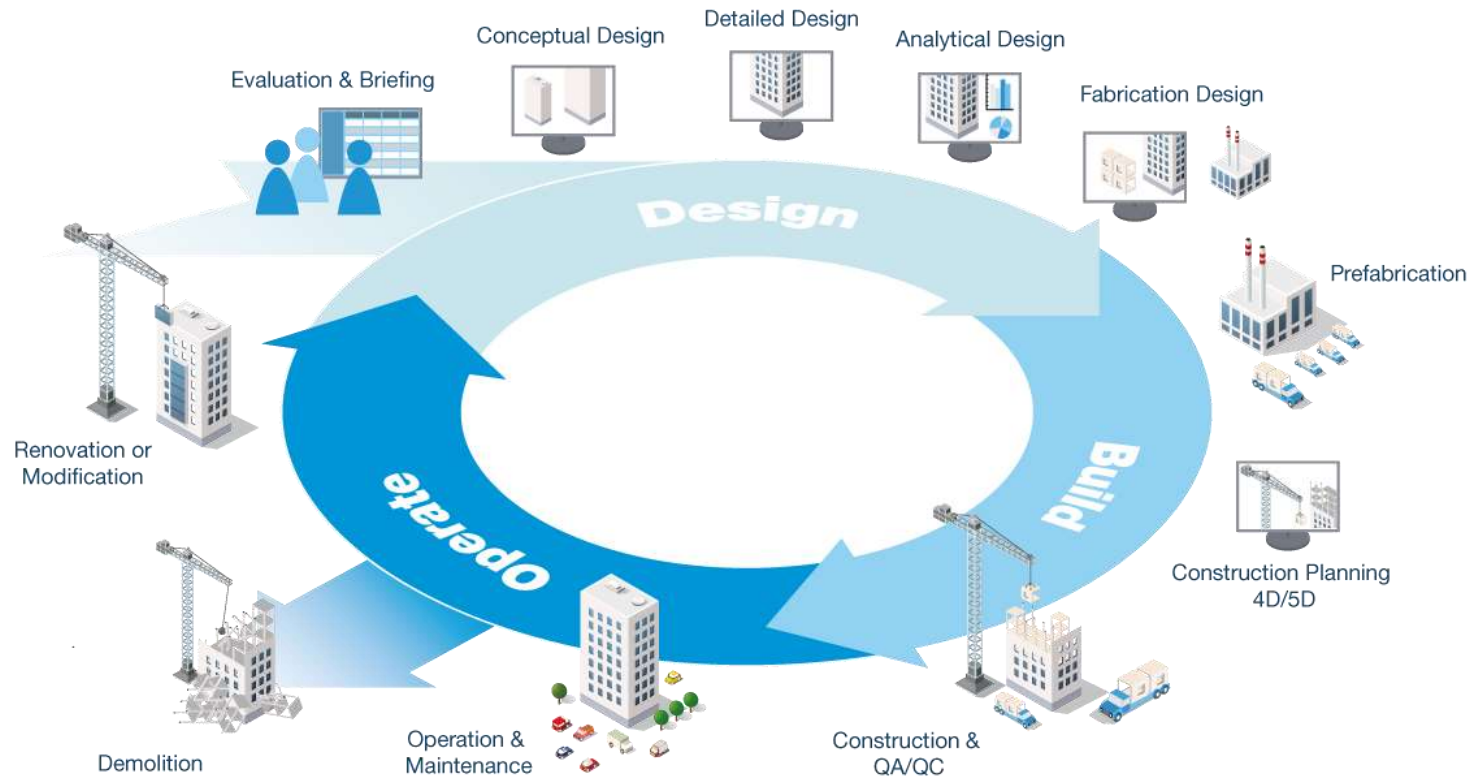 Detailed Design
Conceptual Design
Analytical Design
Evaluation & Briefing
Fabrication Design
Design
Prefabrication
Renovation or
Modification
Build
Operate
Construction Planning
4D/5D
Operation &
Maintenance
Construction &
QA/QC
Demolition